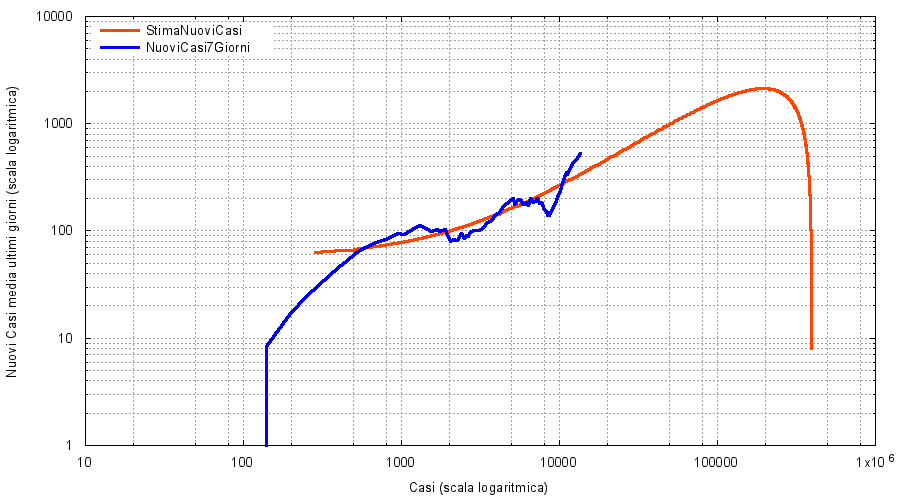 10000
1000
100
10
1
StimaNuoviCasi
NuoviCasi7Giorni
Nuovi Casi media ultimi giorni (scala logaritmica)
10 100 1000 10000 100000 1x10 6
Casi (scala logaritmica)